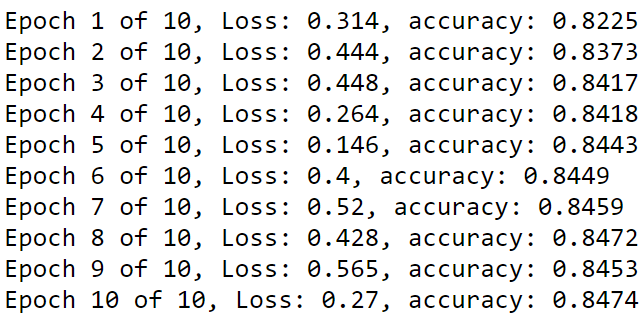 Epoch 1 of 10, Loss: 0.314, accuracy: 0.8225
Epoch 2 of 10, Loss: 0.444, accuracy: 0.8373
Epoch 3 of 10, Loss: 0.448, accuracy: 0.8417
Epoch 4 of 10, Loss: 0.264, accuracy: 0.8418
Epoch 5 of 10, Loss: 0.146, accuracy: 0.8443
Epoch 6 of 10, Loss: 0.4, accuracy: 0.8449
Epoch 7 of 10, Loss: 0.52, accuracy: 0.8459
Epoch 8 of 10, Loss: 0.428, accuracy: 0.8472
Epoch 9 of 10, Loss: 0.565, accuracy: 0.8453
Epoch 10 of 10, Loss: 0.27, accuracy: 0.8474